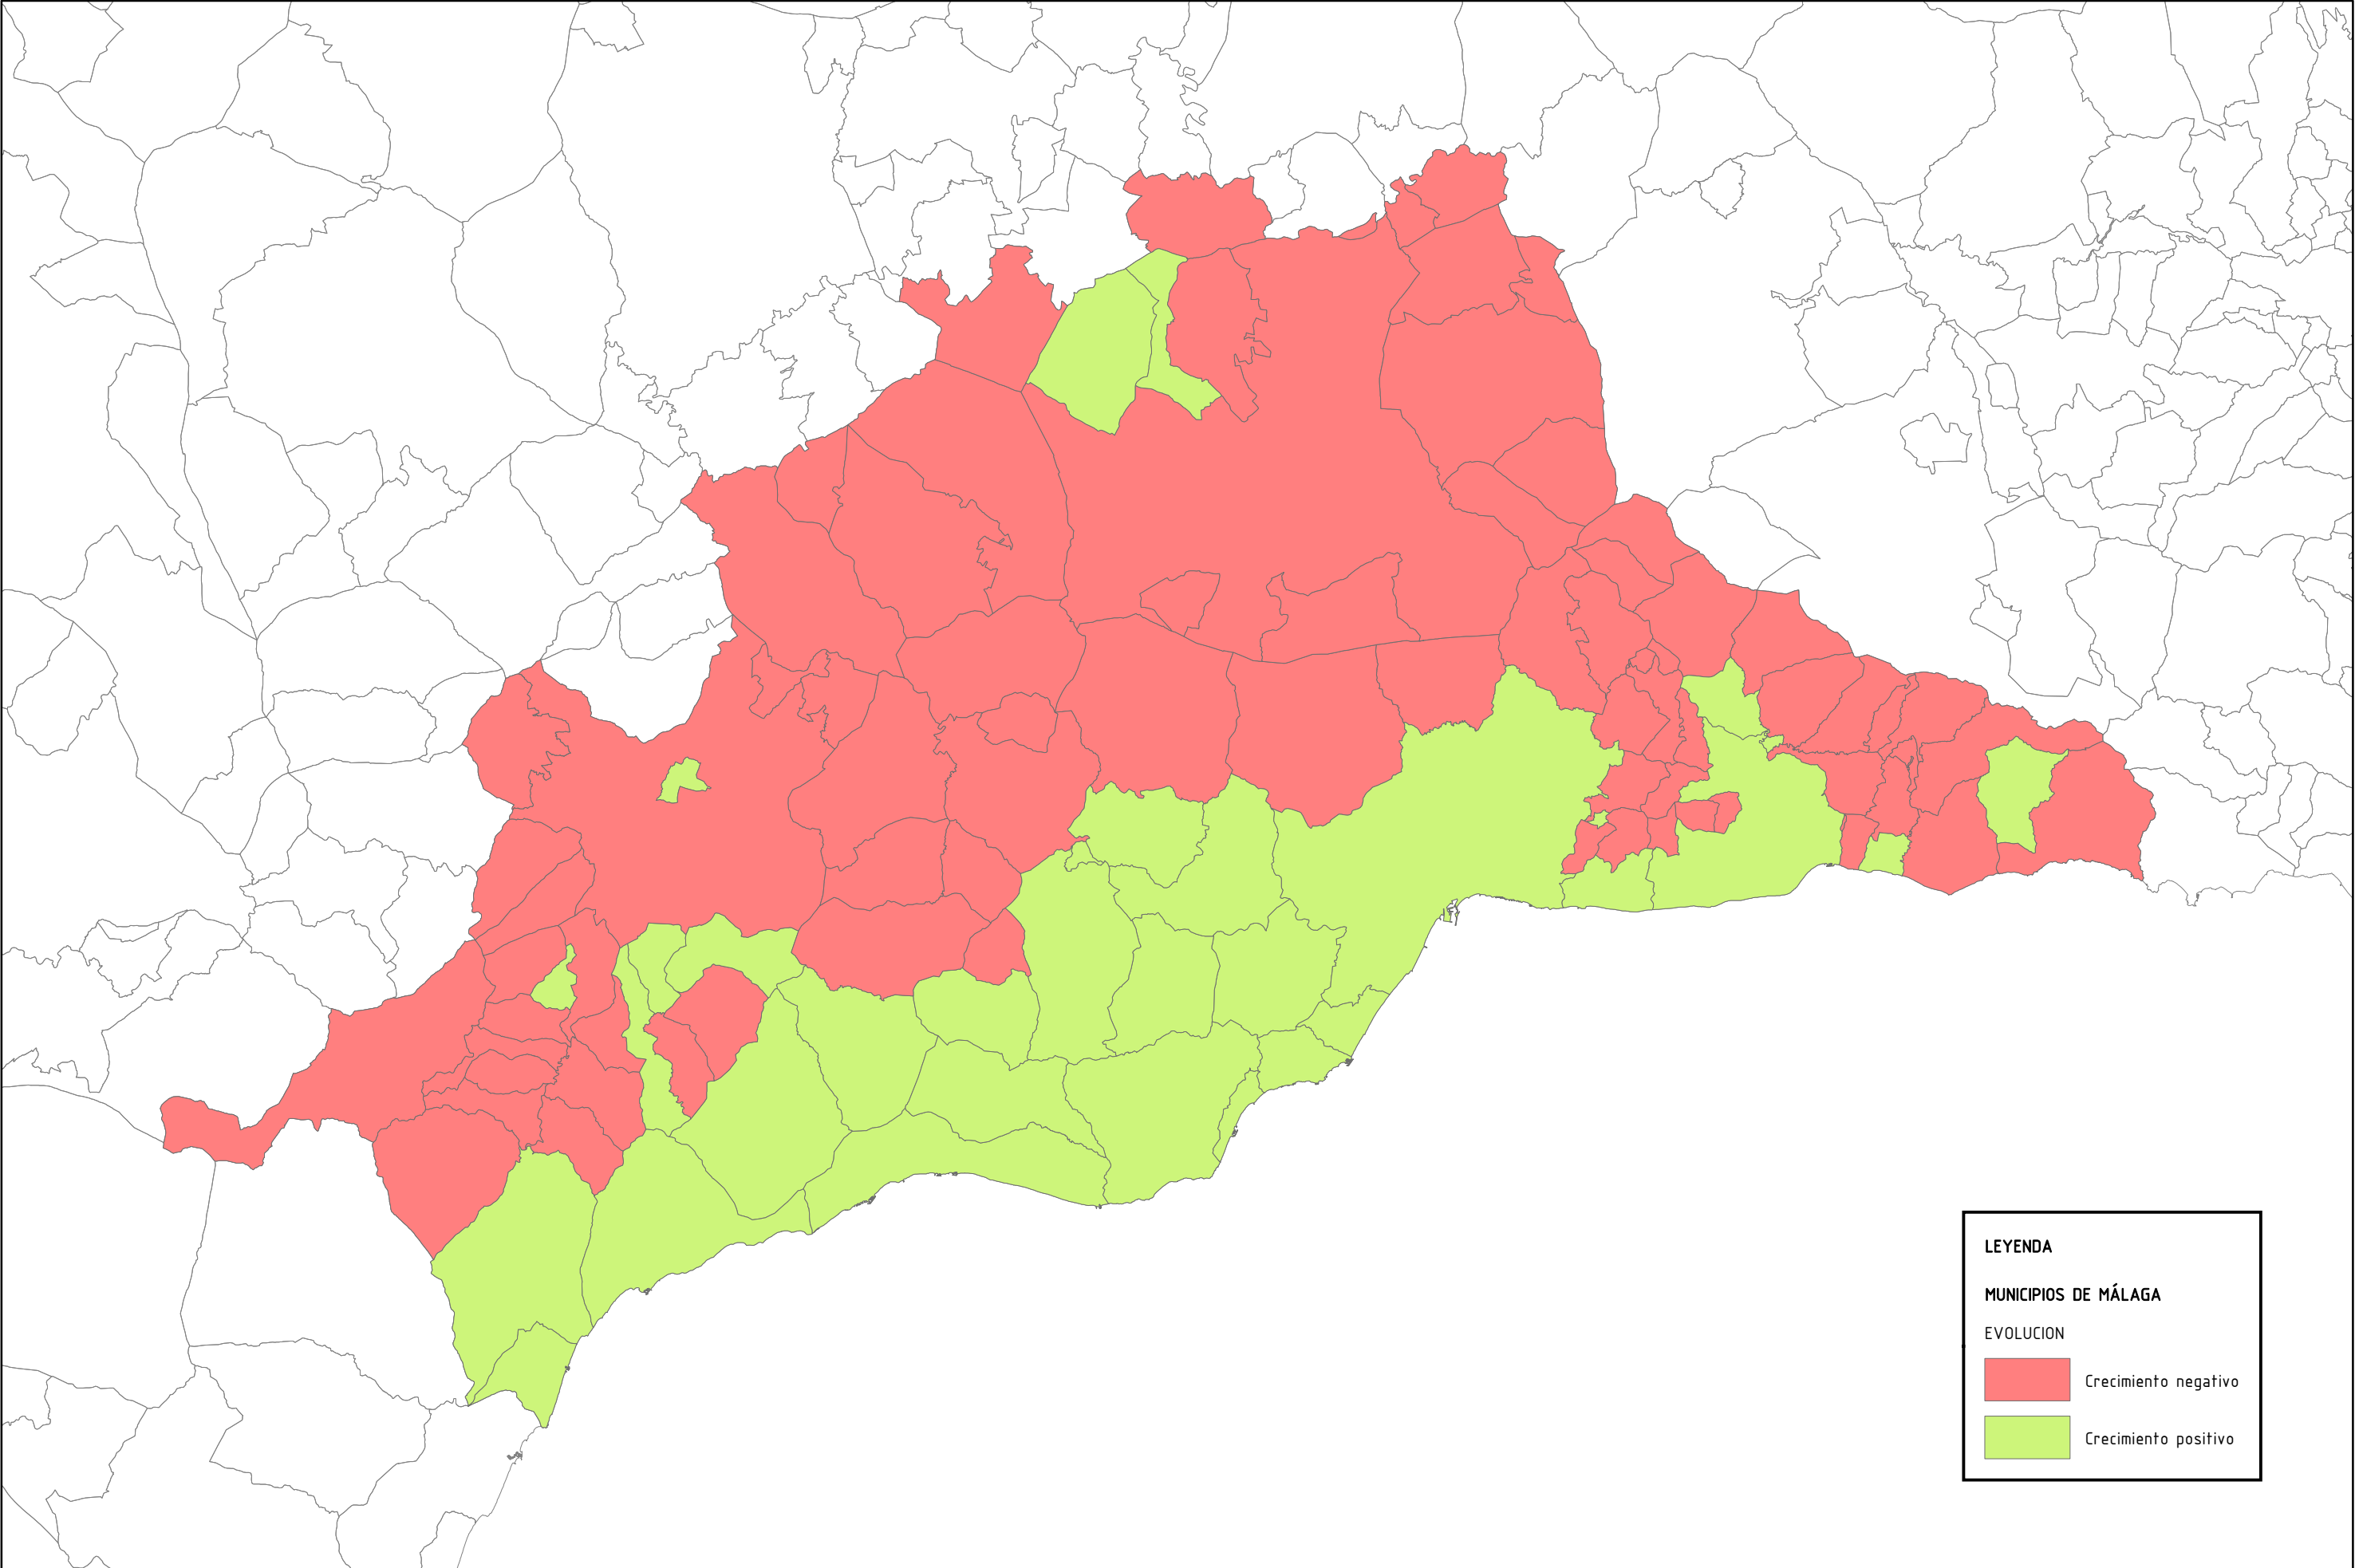 LEYENDA
MUNICIPIOS DE MÁLAGA
EVOLUCION
Crecimiento negativo
Crecimiento positivo